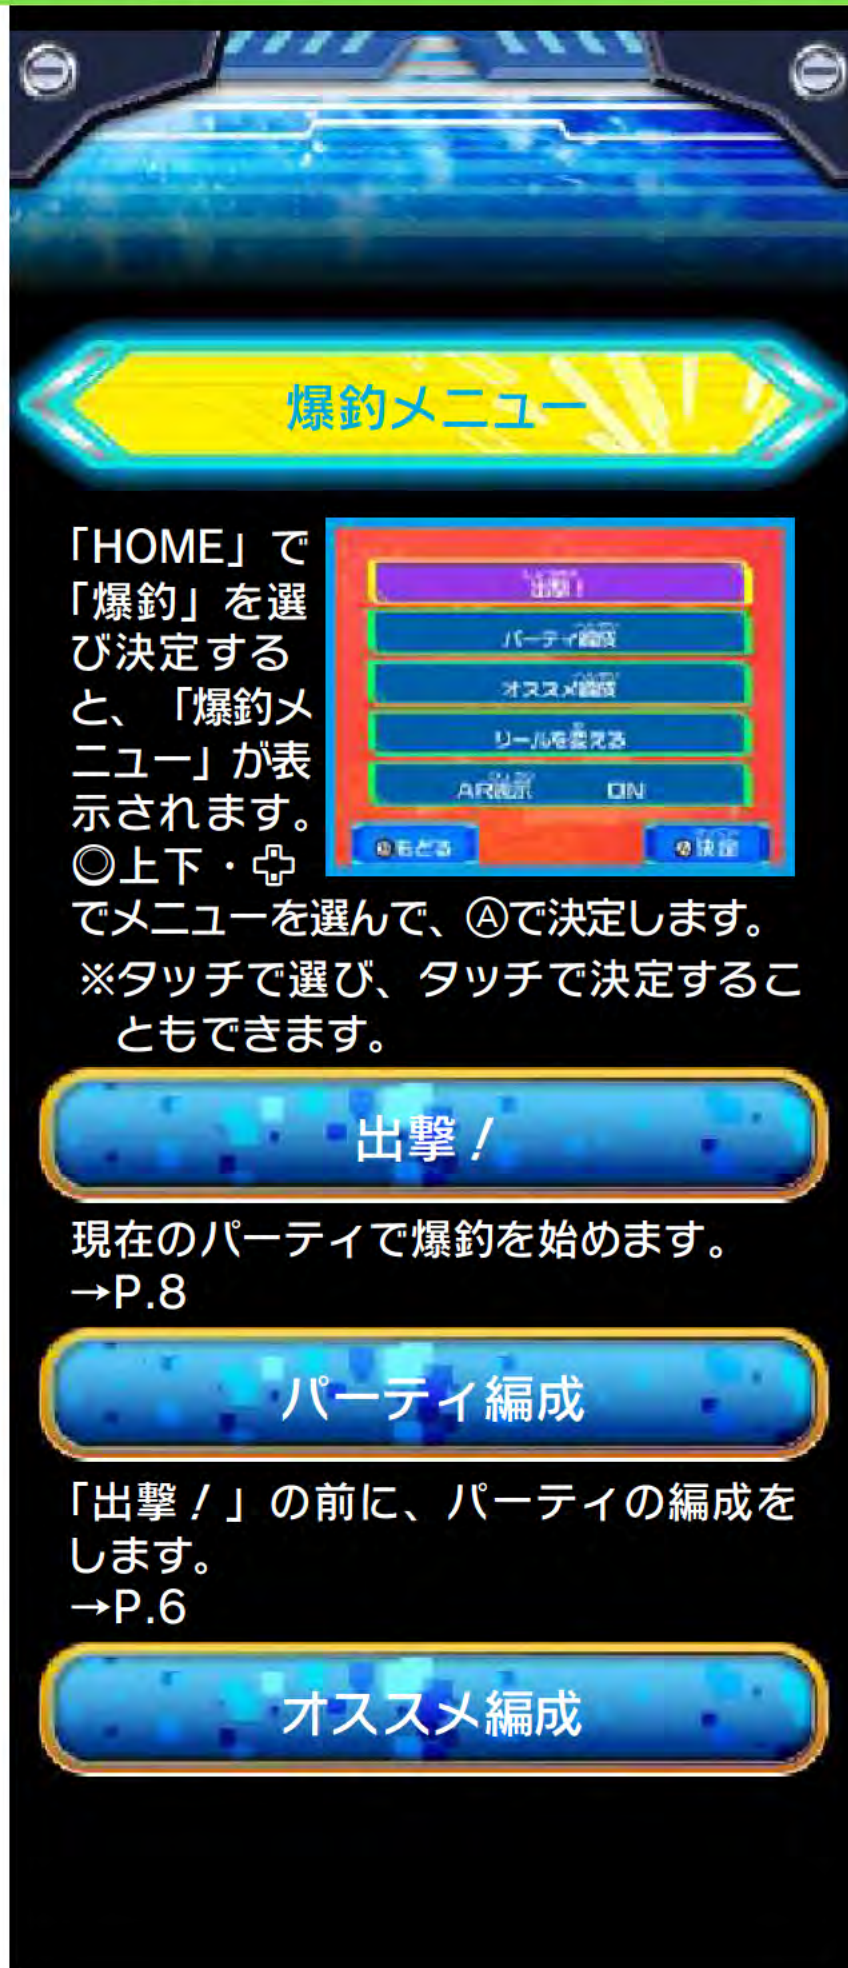 爆釣メニュー
「HOME」で
「爆釣」を選
び決定する
と、「爆釣メ
ニュー」が表
示されます。
◎上下・✚
でメニューを選んで、Ⓐで決定します。
※タッチで選び、タッチで決定するこ
ともできます。
出撃！
パーティ編成
オススメ編成
リールを変える
AR表示 ON
もどる
決定
出撃！
現在のパーティで爆釣を始めます。
→P.8
パーティ編成
「出撃！」の前に、パーティの編成を
します。
→P.6
オススメ編成